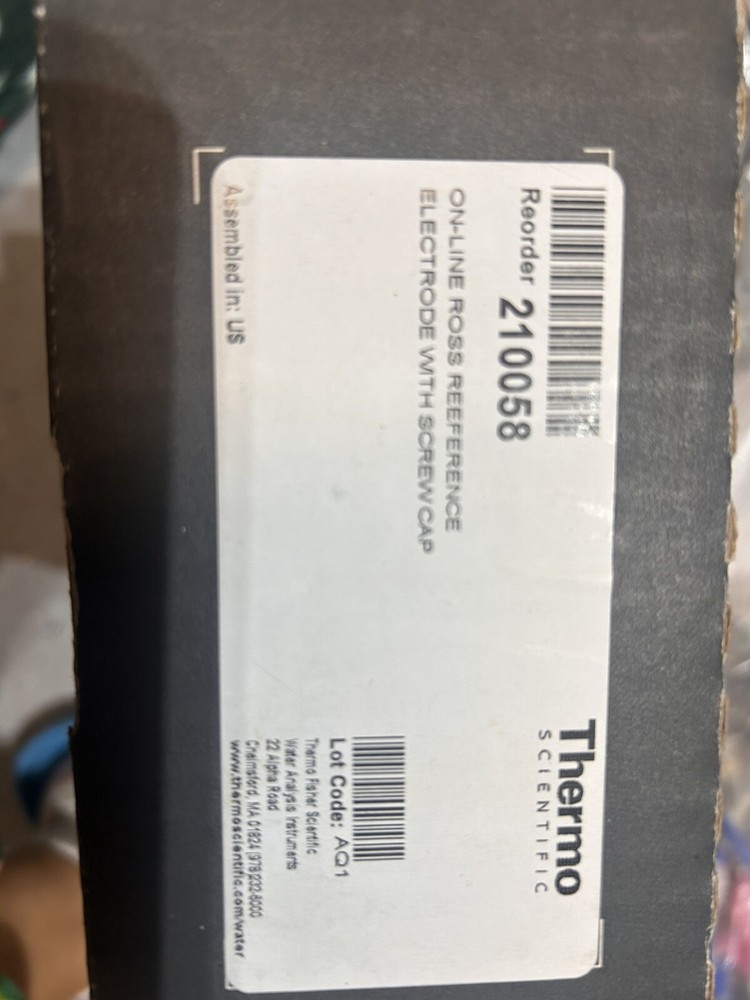 Thermo
SCIENTIFIC
Reorder 210058
ON-LINE ROSS REEFERENCE
ELECTRODE WITH SCREW CAP
Lot Code: AQ1
Thermo Fisher Scientific
Water Analysis Instruments
22 Alpha Road
Chelmsford, MA 01824 (978)232-6000
www.thermoscientific.com/water
Assembled in: US